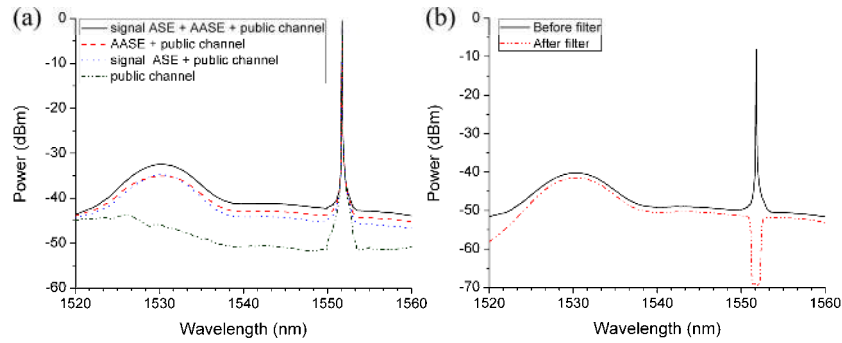 (a)
signal ASE + AASE + public channel
AASE + public channel
signal ASE + public channel
public channel
0
-10
-20
-30
-40
-50
-60
Power (dBm)
1520
1530
1540
1550
1560
Wavelength (nm)
(b)
Before filter
After filter
0
-10
-20
-30
-40
-50
-60
-70
Power (dBm)
1520
1530
1540
1550
1560
Wavelength (nm)